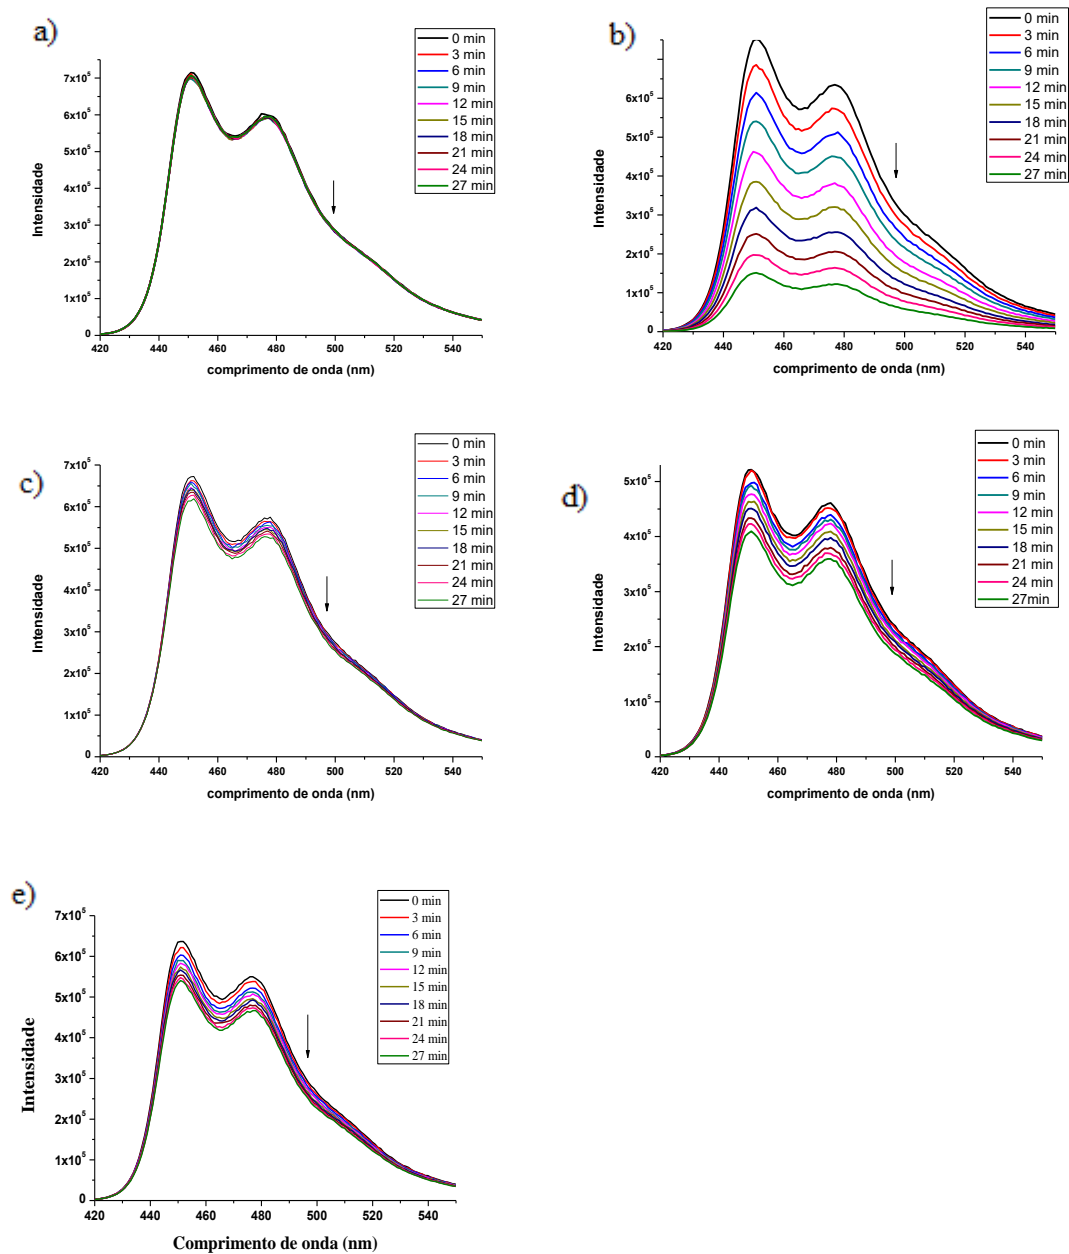 a)
0 min
3 min
6 min
9 min
12 min
15 min
18 min
21 min
24 min
27 min
7x10⁵
6x10⁵
5x10⁵
4x10⁵
3x10⁵
2x10⁵
1x10⁵
0
Intensidade
420 440 460 480 500 520 540
comprimento de onda (nm)
b)
0 min
3 min
6 min
9 min
12 min
15 min
18 min
21 min
24 min
27 min
6x10⁵
5x10⁵
4x10⁵
3x10⁵
2x10⁵
1x10⁵
0
Intensidade
420 440 460 480 500 520 540
comprimento de onda (nm)
c)
0 min
3 min
6 min
9 min
12 min
15 min
18 min
21 min
24 min
27 min
7x10⁵
6x10⁵
5x10⁵
4x10⁵
3x10⁵
2x10⁵
1x10⁵
0
Intensidade
420 440 460 480 500 520 540
comprimento de onda (nm)
d)
0 min
3 min
6 min
9 min
12 min
15 min
18 min
21 min
24 min
27min
5x10⁵
4x10⁵
3x10⁵
2x10⁵
1x10⁵
0
Intensidade
420 440 460 480 500 520 540
comprimento de onda (nm)
e)
0 min
3 min
6 min
9 min
12 min
15 min
18 min
21 min
24 min
27 min
7x10⁵
6x10⁵
5x10⁵
4x10⁵
3x10⁵
2x10⁵
1x10⁵
0
Intensidade
420 440 460 480 500 520 540
Comprimento de onda (nm)